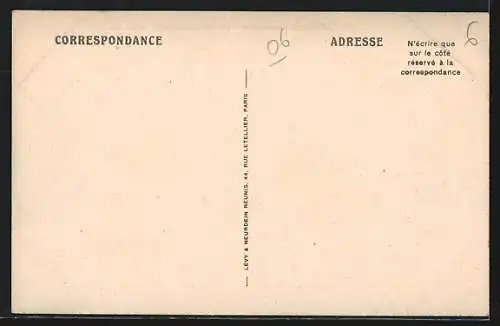 CORRESPONDANCE
ADRESSE
N'écrire que
sur le côté
réservé à la
correspondance
06
6
LÉVY & NEURDEIN RÉUNIS, 44, RUE LETELLIER, PARIS